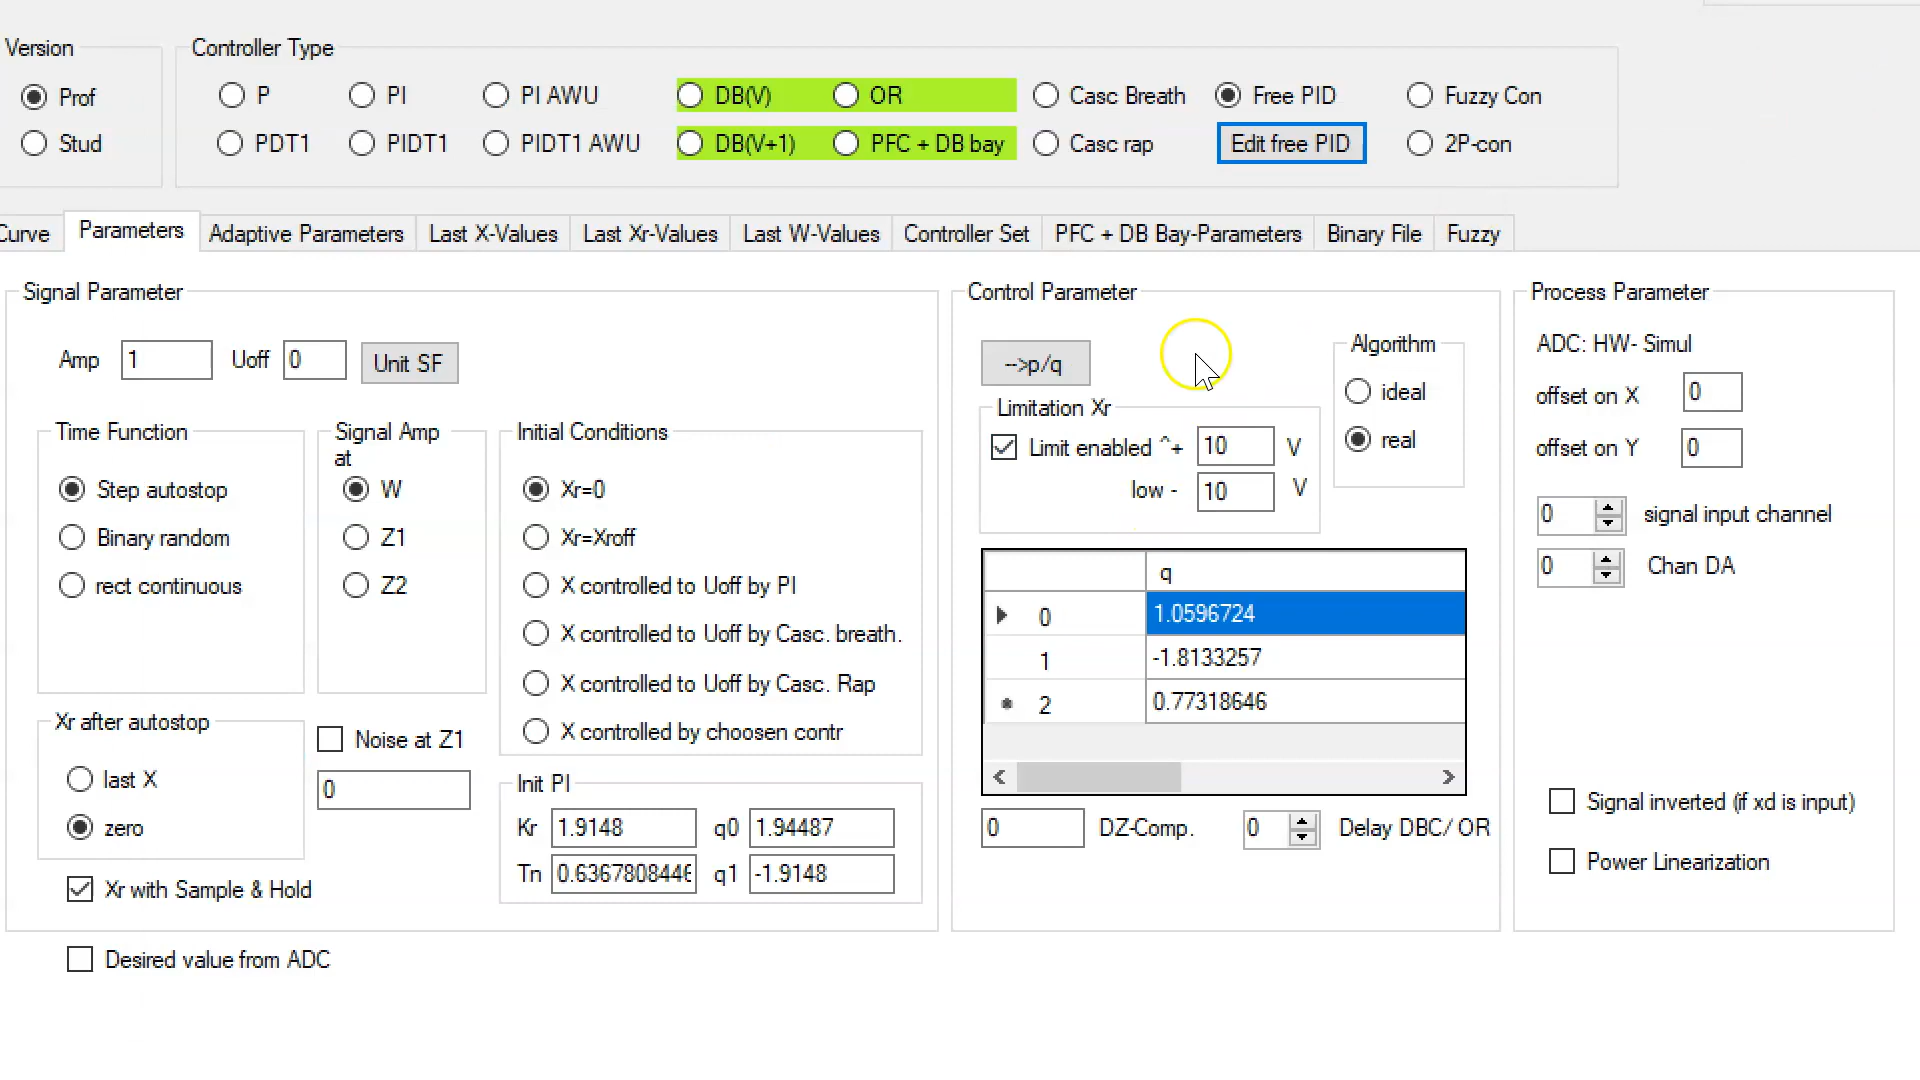 Version
Controller Type
Prof
P
PI
PI AWU
DB(V)
OR
Casc Breath
Free PID
Fuzzy Con
Stud
PDT1
PIDT1
PIDT1 AWU
DB(V+1)
PFC + DB bay
Casc rap
Edit free PID
2P-con
Curve
Parameters
Adaptive Parameters
Last X-Values
Last Xr-Values
Last W-Values
Controller Set
PFC + DB Bay-Parameters
Binary File
Fuzzy
Signal Parameter
Amp 1
Uoff 0
Unit SF
Time Function
Step autostop
Binary random
rect continuous
Signal Amp
at
W
Z1
Z2
Initial Conditions
Xr=0
Xr=Xroff
X controlled to Uoff by PI
X controlled to Uoff by Casc. breath.
X controlled to Uoff by Casc. Rap
X controlled by choosen contr
Xr after autostop
last X
zero
Noise at Z1
0
Init PI
Kr 1.9148 q0 1.94487
Tn 0.6367808446 q1 -1.9148
Xr with Sample & Hold
Desired value from ADC
Control Parameter
-->p/q
Limitation Xr
Limit enabled ^+ 10 V
low - 10 V
Algorithm
ideal
real
q
0 1.0596724
1 -1.8133257
2 0.77318646
< >
0 DZ-Comp. 0 Delay DBC/ OR
Process Parameter
ADC: HW- Simul
offset on X 0
offset on Y 0
0 signal input channel
0 Chan DA
Signal inverted (if xd is input)
Power Linearization